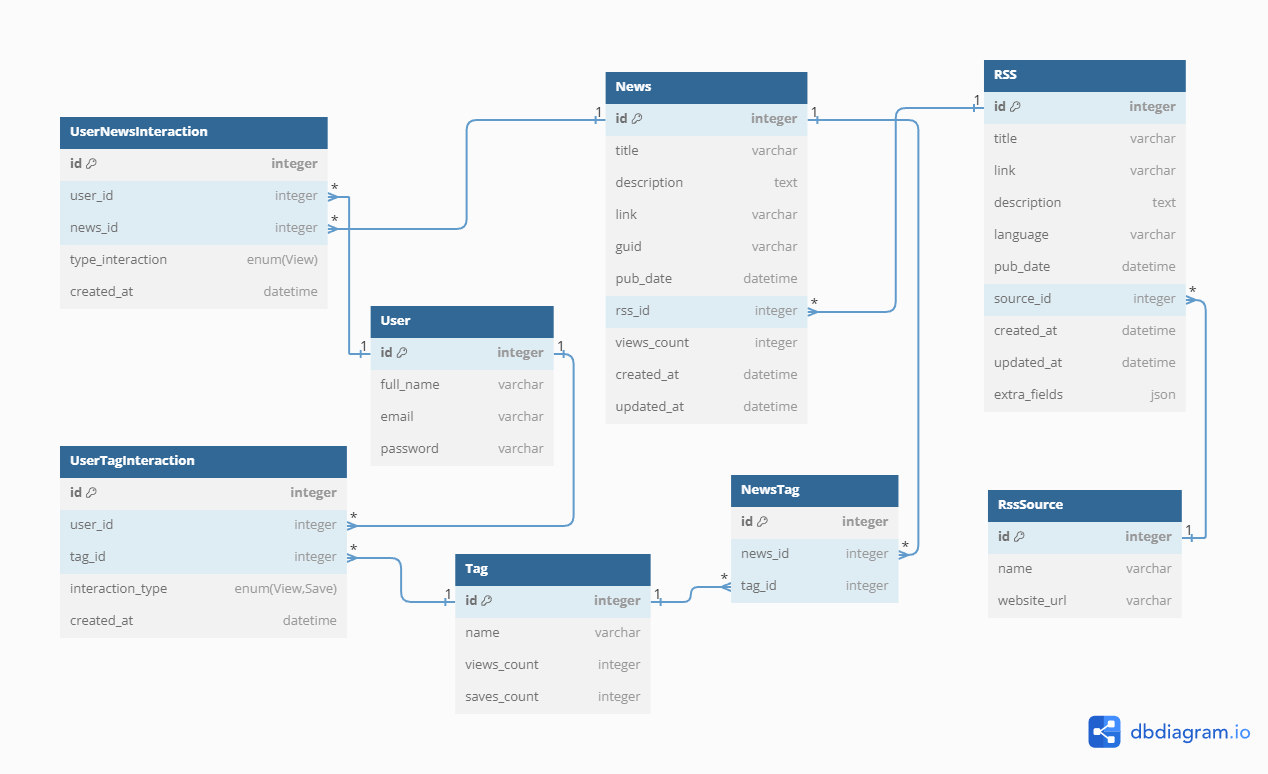 UserNewsInteraction
id integer
user_id integer *
news_id integer *
type_interaction enum(View)
created_at datetime
User
1 id integer 1
full_name varchar
email varchar
password varchar
UserTagInteraction
id integer
user_id integer *
tag_id integer *
interaction_type enum(View,Save)
created_at datetime
Tag
1 id integer 1
name varchar
views_count integer
saves_count integer
News
1 id integer 1
title varchar
description text
link varchar
guid varchar
pub_date datetime
rss_id integer *
views_count integer
created_at datetime
updated_at datetime
NewsTag
id integer
news_id integer *
* tag_id integer
RSS
1 id integer
title varchar
link varchar
description text
language varchar
pub_date datetime
source_id integer *
created_at datetime
updated_at datetime
extra_fields json
RssSource
id integer 1
name varchar
website_url varchar
dbdiagram.io